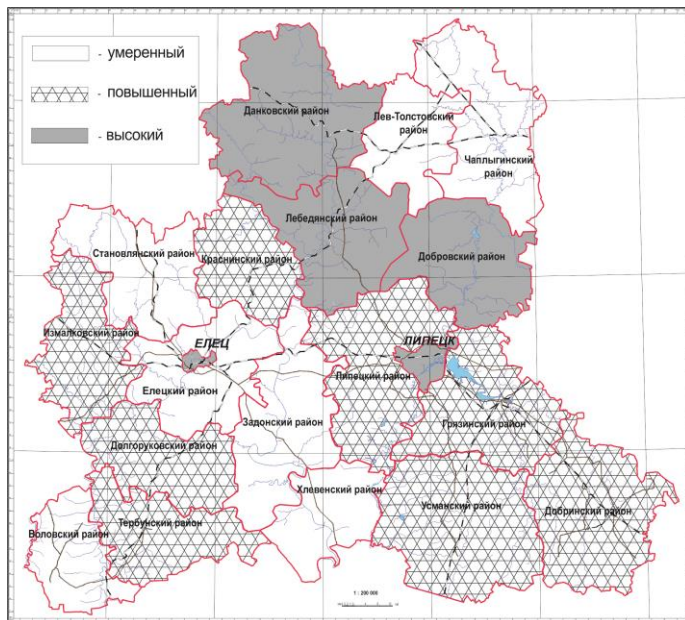 - умеренный
- повышенный
- высокий
Данковский район
Лев-Толстовский
район
Чаплыгинский
район
Лебедянский район
Становлянский район
Краснинский район
Добровский район
Измалковский район
ЕЛЕЦ
ЛИПЕЦК
Елецкий район
Липецкий район
Задонский район
Грязинский район
Долгоруковский район
Хлевенский район
Усманский район
Добринский район
Тербунский район
Воловский район
1 : 200 000